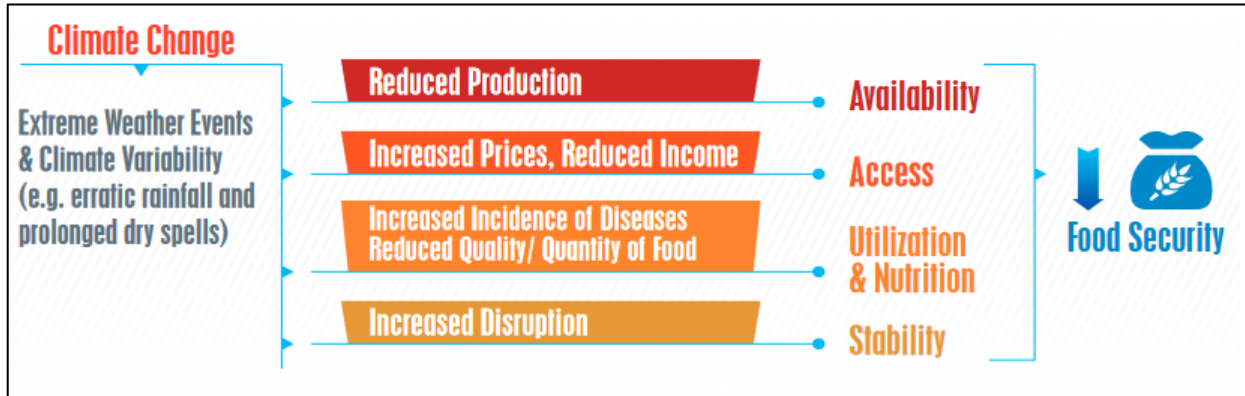 Climate Change
Extreme Weather Events
& Climate Variability
(e.g. erratic rainfall and
prolonged dry spells)
Reduced Production
Availability
Increased Prices, Reduced Income
Access
Increased Incidence of Diseases
Reduced Quality/ Quantity of Food
Utilization
& Nutrition
Increased Disruption
Stability
Food Security